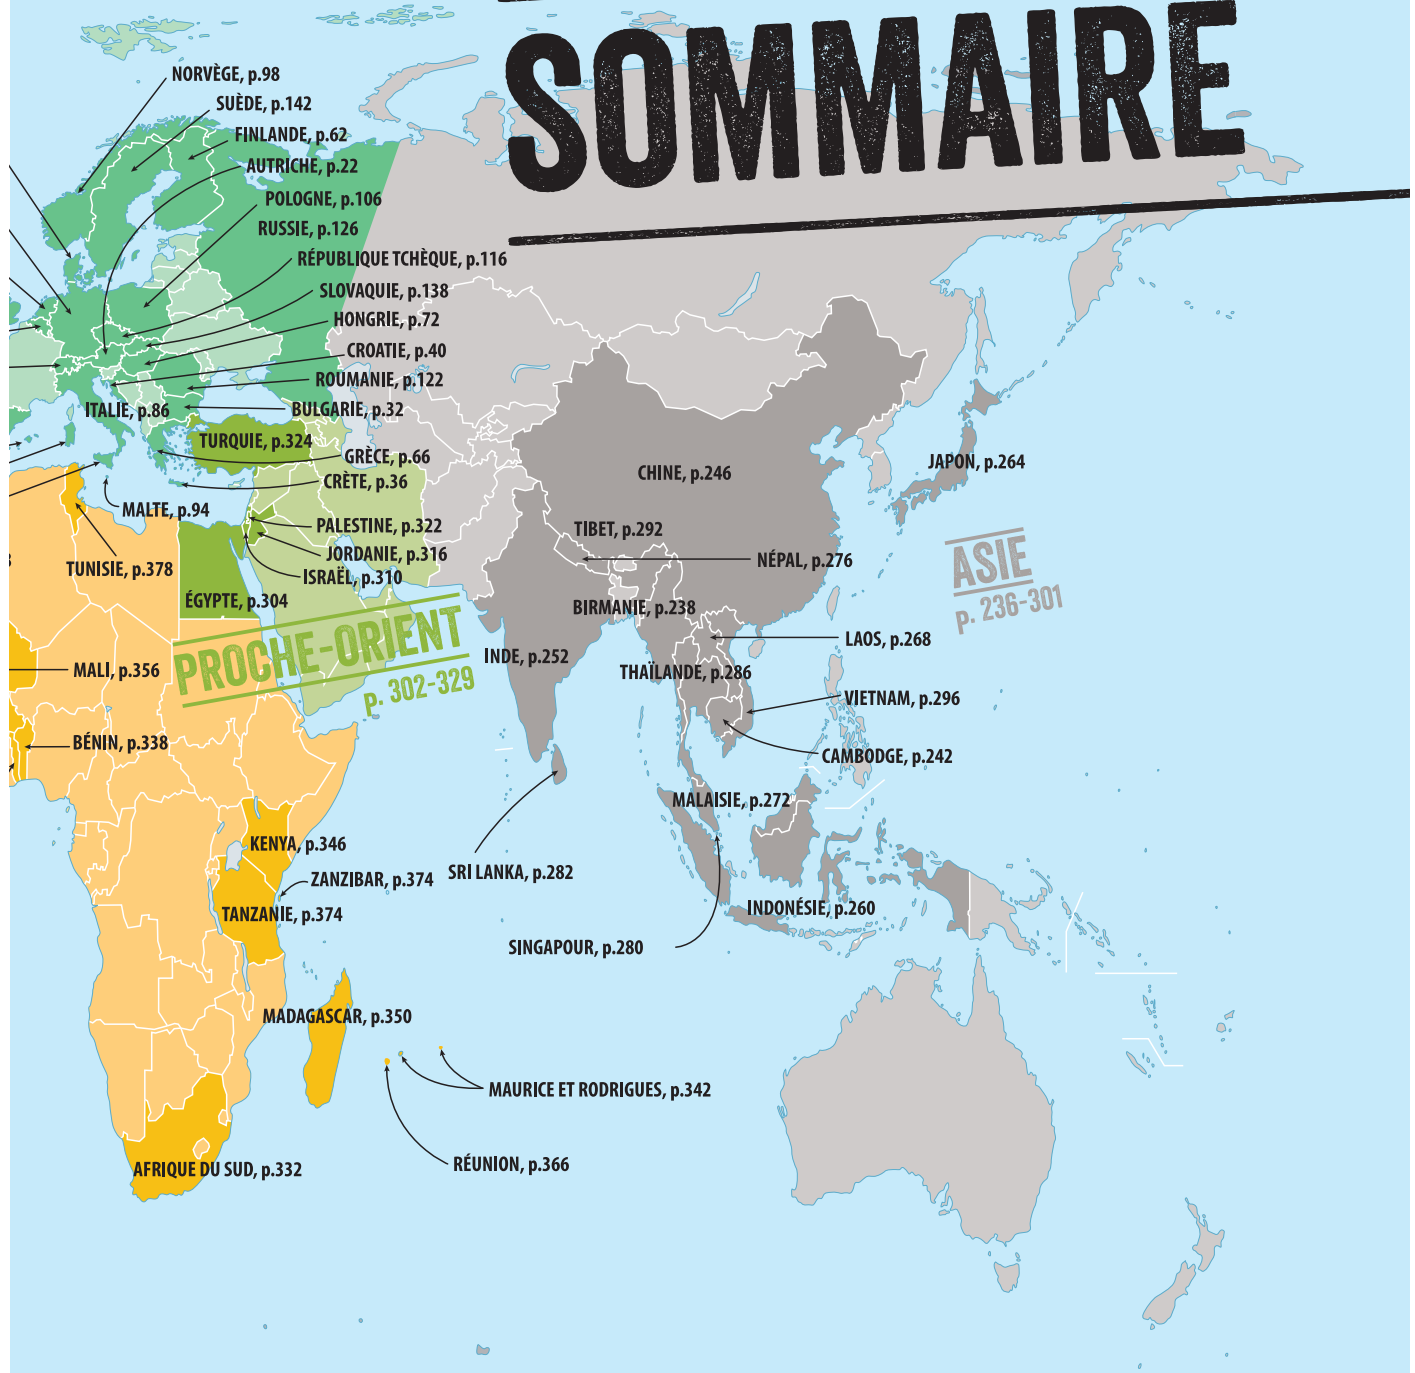 SOMMAIRE
NORVÈGE, p.98
SUÈDE, p.142
FINLANDE, p.62
AUTRICHE, p.22
POLOGNE, p.106
RUSSIE, p.126
RÉPUBLIQUE TCHÈQUE, p.116
SLOVAQUIE, p.138
HONGRIE, p.72
CROATIE, p.40
ROUMANIE, p.122
ITALIE, p.86
BULGARIE, p.32
TURQUIE, p.324
GRÈCE, p.66
CRÈTE, p.36
MALTE, p.94
PALESTINE, p.322
JORDANIE, p.316
ISRAËL, p.310
TUNISIE, p.378
ÉGYPTE, p.304
PROCHE-ORIENT
p. 302-329
MALI, p.356
BÉNIN, p.338
KENYA, p.346
ZANZIBAR, p.374
TANZANIE, p.374
MADAGASCAR, p.350
MAURICE ET RODRIGUES, p.342
RÉUNION, p.366
AFRIQUE DU SUD, p.332
CHINE, p.246
JAPON, p.264
TIBET, p.292
NÉPAL, p.276
ASIE
p. 236-301
BIRMANIE, p.238
LAOS, p.268
INDE, p.252
THAÏLANDE, p.286
VIETNAM, p.296
CAMBODGE, p.242
MALAISIE, p.272
SRI LANKA, p.282
INDONÉSIE, p.260
SINGAPOUR, p.280